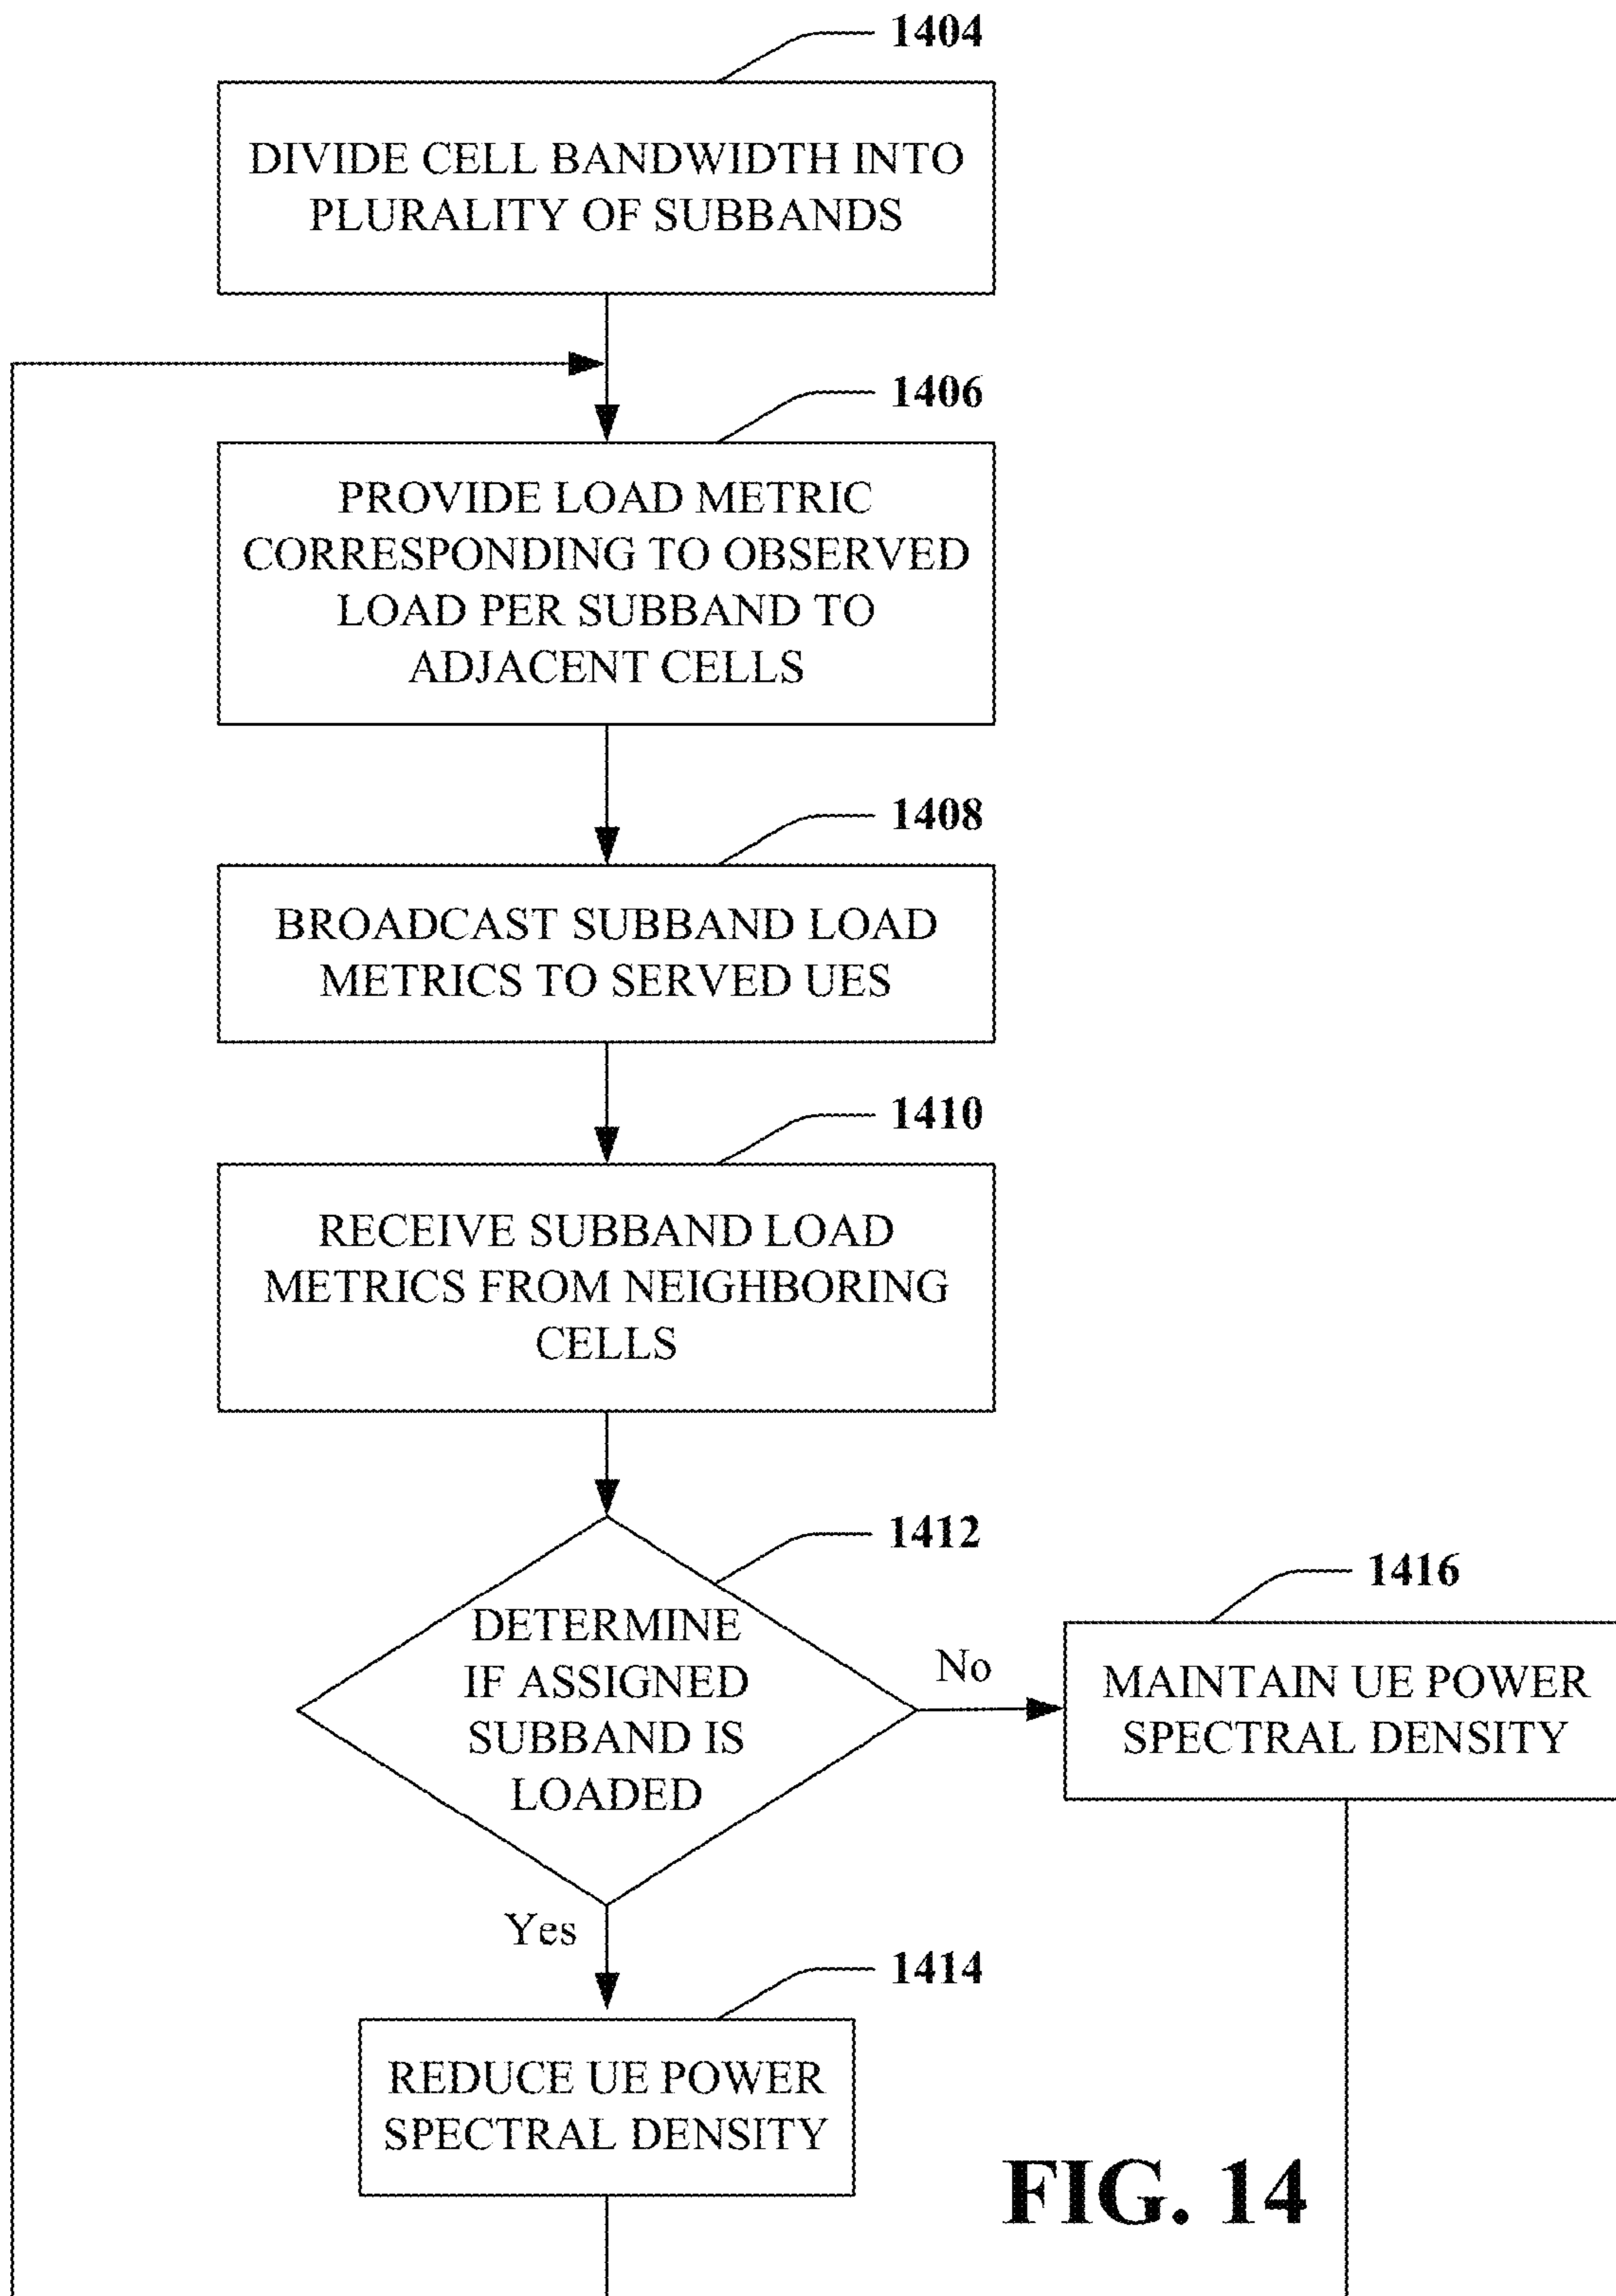 1404
DIVIDE CELL BANDWIDTH INTO
PLURALITY OF SUBBANDS
1406
PROVIDE LOAD METRIC
CORRESPONDING TO OBSERVED
LOAD PER SUBBAND TO
ADJACENT CELLS
1408
BROADCAST SUBBAND LOAD
METRICS TO SERVED UES
1410
RECEIVE SUBBAND LOAD
METRICS FROM NEIGHBORING
CELLS
1412
DETERMINE
IF ASSIGNED
SUBBAND IS
LOADED
No
1416
MAINTAIN UE POWER
SPECTRAL DENSITY
Yes
1414
REDUCE UE POWER
SPECTRAL DENSITY
FIG. 14